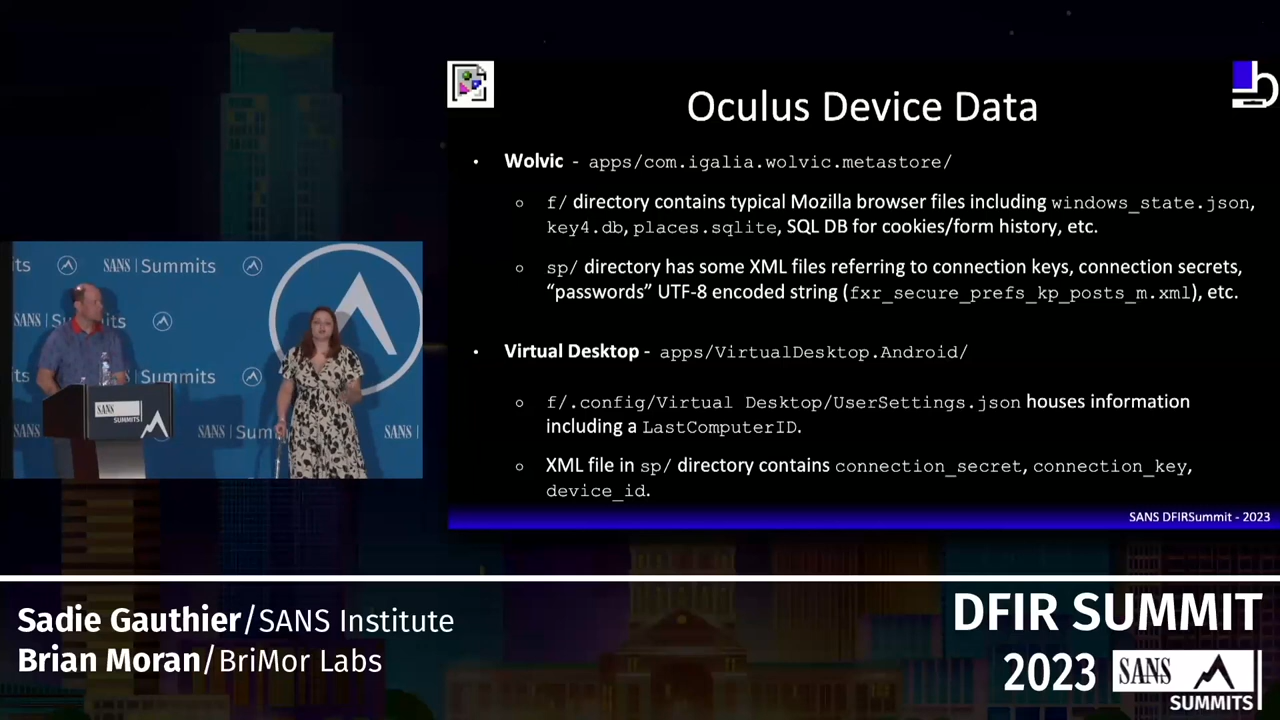 Oculus Device Data
• Wolvic - apps/com.igalia.wolvic.metastore/
○ f/ directory contains typical Mozilla browser files including windows_state.json,
key4.db, places.sqlite, SQL DB for cookies/form history, etc.
○ sp/ directory has some XML files referring to connection keys, connection secrets,
“passwords” UTF-8 encoded string (fxr_secure_prefs_kp_posts_m.xml), etc.
• Virtual Desktop - apps/VirtualDesktop.Android/
○ f/.config/Virtual Desktop/UserSettings.json houses information
including a LastComputerID.
○ XML file in sp/ directory contains connection_secret, connection_key,
device_id.
SANS DFIRSummit - 2023
its
SANS | Summits
SANS | Summits
its
SANS | Summits
SANS
SUMMITS
SANS
SANS | Sum
SANS |
Sadie Gauthier/SANS Institute
Brian Moran/BriMor Labs
DFIR SUMMIT
2023 SANS
SUMMITS